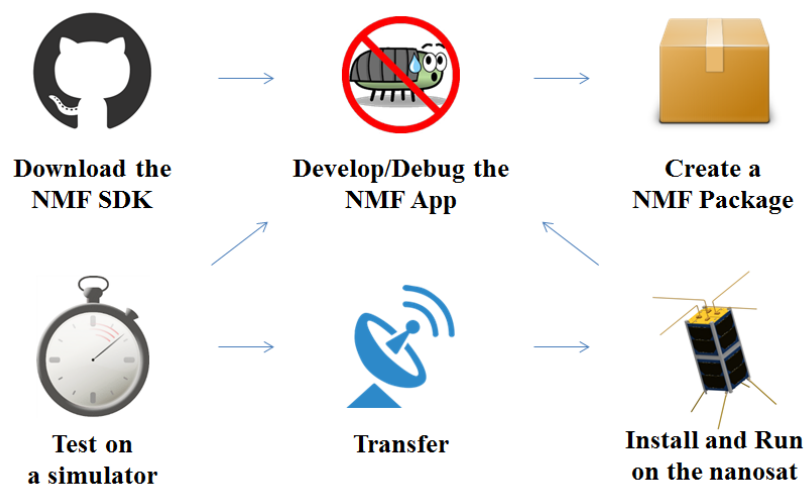 Download the
NMF SDK
Develop/Debug the
NMF App
Create a
NMF Package
Test on
a simulator
Transfer
Install and Run
on the nanosat